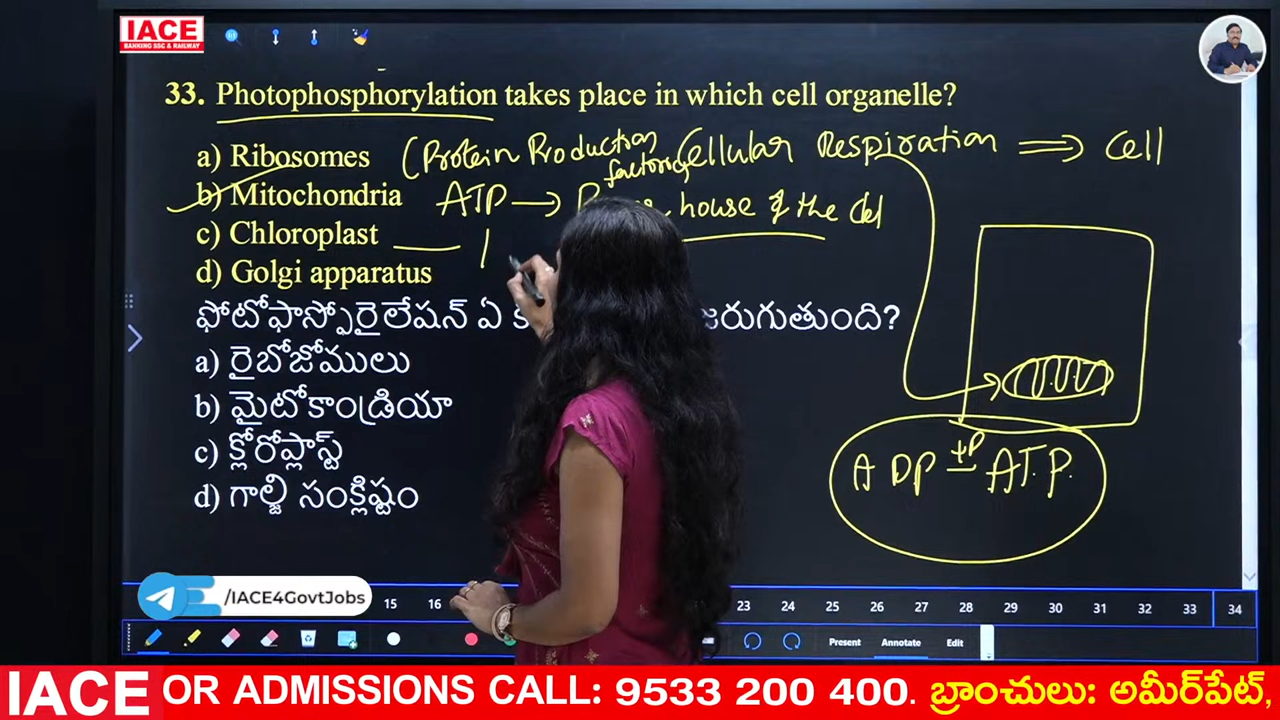 IACE
BANKING SSC & RAILWAY
33. Photophosphorylation takes place in which cell organelle?
a) Ribosomes (Protein Production factories Cellular Respiration ⟹ Cell
b) Mitochondria ATP → house of the Cell
c) Chloroplast
d) Golgi apparatus
ఫోటోఫాస్ఫోరైలేషన్ ఏ జరుగుతుంది?
a) రైబోజోములు
b) మైటోకాండ్రియా
c) క్లోరోప్లాస్ట్
d) గాల్జి సంక్లిష్టం
ADP +P ATP.
/IACE4GovtJobs
15 16 23 24 25 26 27 28 29 30 31 32 33 34
Present Annotate Edit
IACE OR ADMISSIONS CALL: 9533 200 400. బ్రాంచులు: అమీర్‌పేట్,